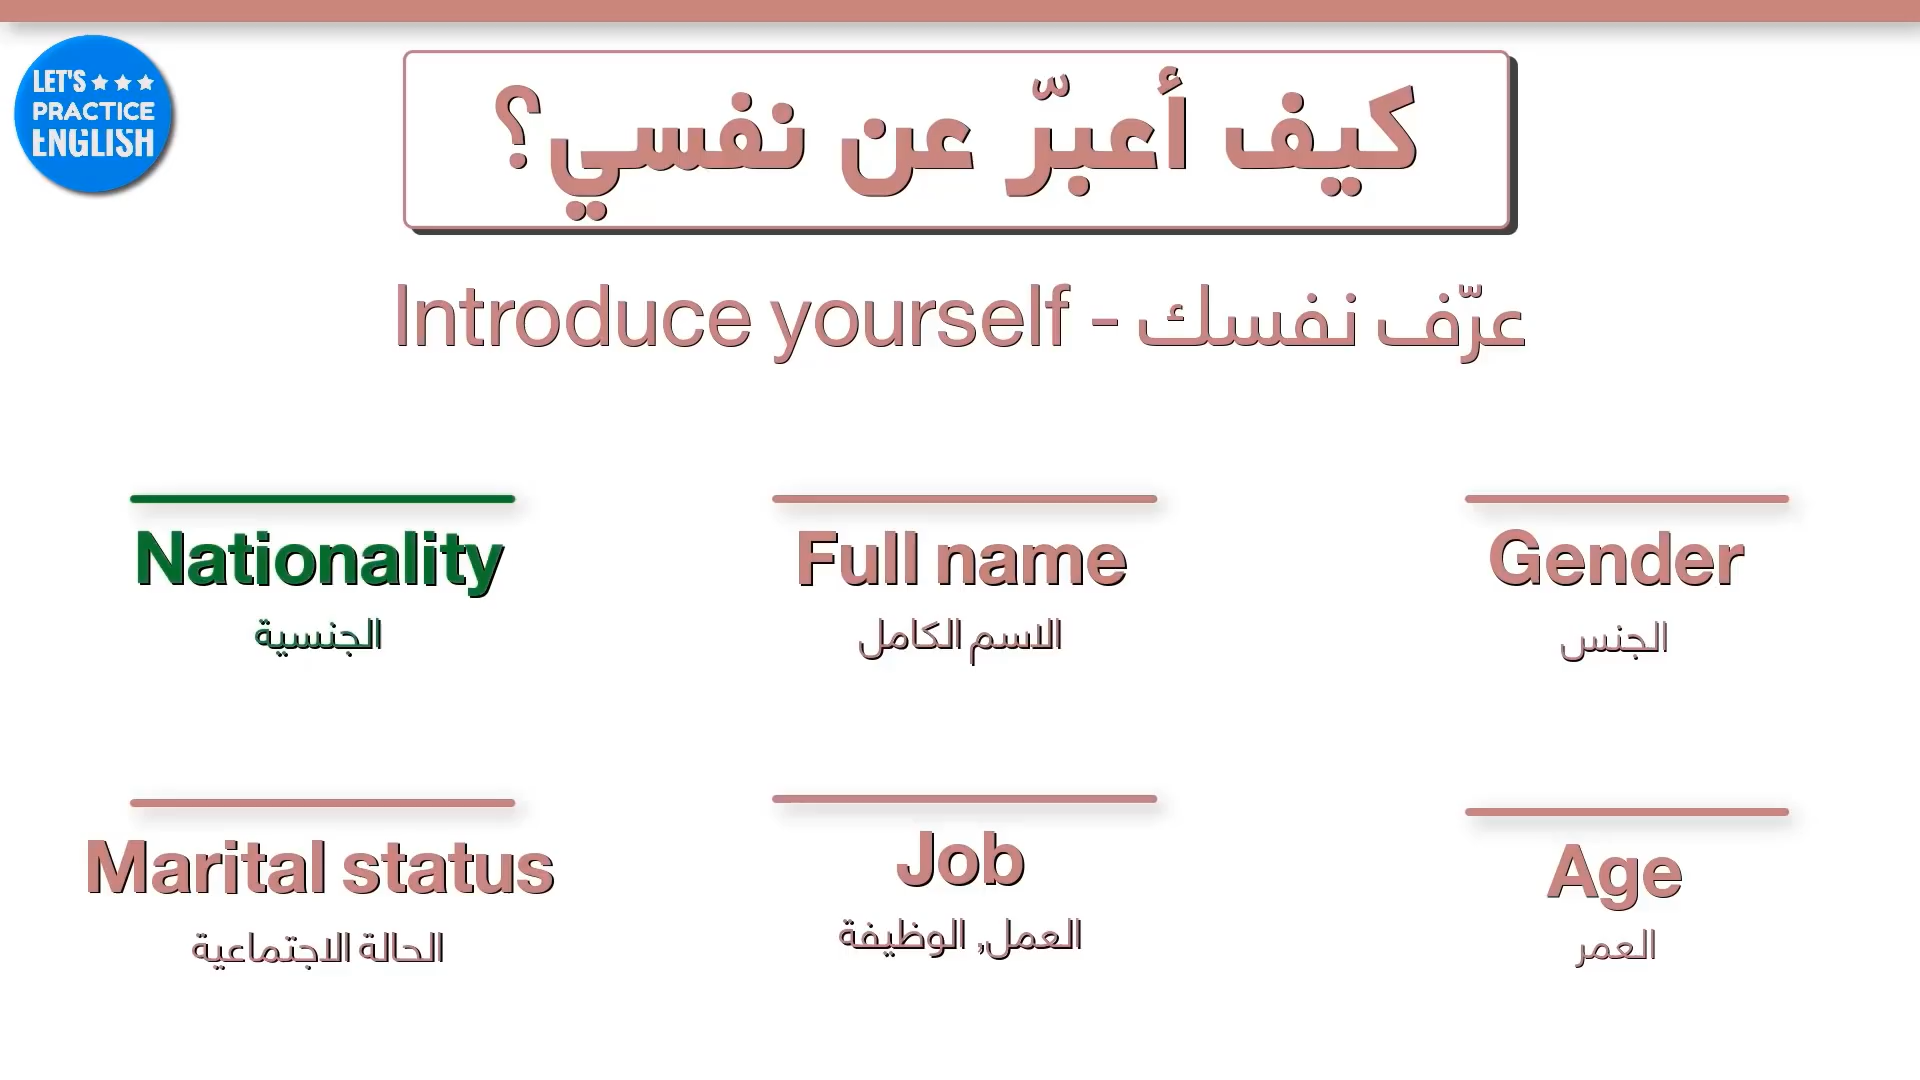 LET'S
PRACTICE
ENGLISH
كيف أعبّر عن نفسي؟
Introduce yourself - عرّف نفسك
Nationality
الجنسية
Full name
الاسم الكامل
Gender
الجنس
Marital status
الحالة الاجتماعية
Job
العمل, الوظيفة
Age
العمر